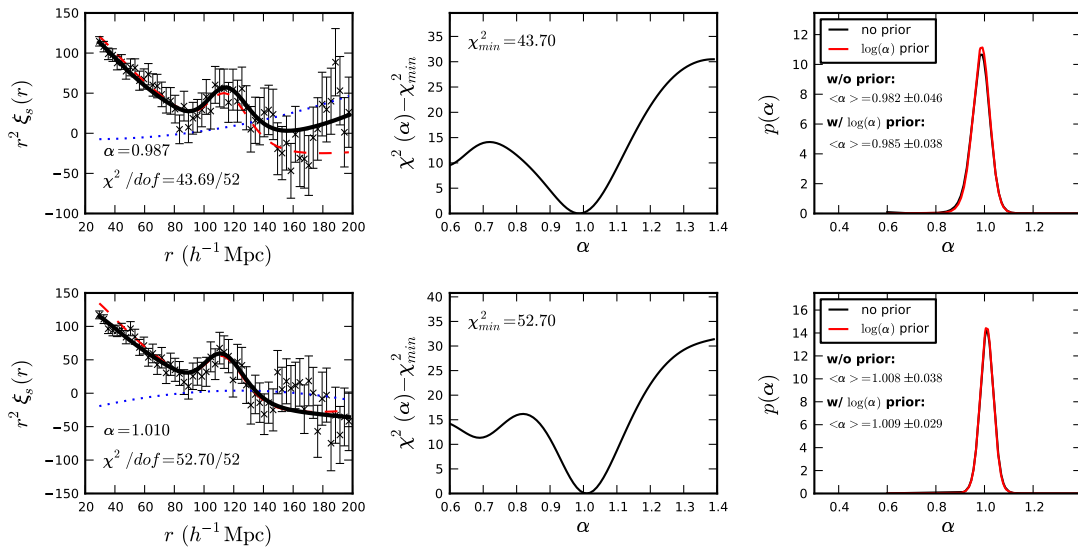 150
100
50
0
−50
−100
20 40 60 80 100 120 140 160 180 200
r² ξₛ(r)
r (h⁻¹ Mpc)
α=0.987
χ²/dof=43.69/52
35
30
25
20
15
10
5
0
0.6 0.7 0.8 0.9 1.0 1.1 1.2 1.3 1.4
χ²(α)−χ²min
α
χ²min=43.70
12
10
8
6
4
2
0
0.4 0.6 0.8 1.0 1.2
p(α)
α
no prior
log(α) prior
w/o prior:
<α>=0.982±0.046
w/ log(α) prior:
<α>=0.985±0.038
150
100
50
0
−50
−100
−150
20 40 60 80 100 120 140 160 180 200
r² ξₛ(r)
r (h⁻¹ Mpc)
α=1.010
χ²/dof=52.70/52
40
35
30
25
20
15
10
5
0
0.6 0.7 0.8 0.9 1.0 1.1 1.2 1.3 1.4
χ²(α)−χ²min
α
χ²min=52.70
16
14
12
10
8
6
4
2
0
0.4 0.6 0.8 1.0 1.2
p(α)
α
no prior
log(α) prior
w/o prior:
<α>=1.008±0.038
w/ log(α) prior:
<α>=1.009±0.029